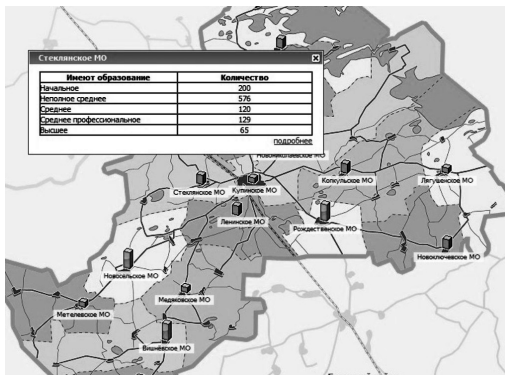 Стеклянское МО
Имеют образование Количество
Начальное 200
Неполное среднее 576
Среднее 120
Среднее профессиональное 129
Высшее 65
подробнее
Новониколаевское МО
Стеклянское МО
Купинское МО
Копкульское МО
Лягушенское МО
Ленинское МО
Рождественское МО
Новоключевское МО
Новосельское МО
Метелевское МО
Медяковское МО
Вишнёвское МО